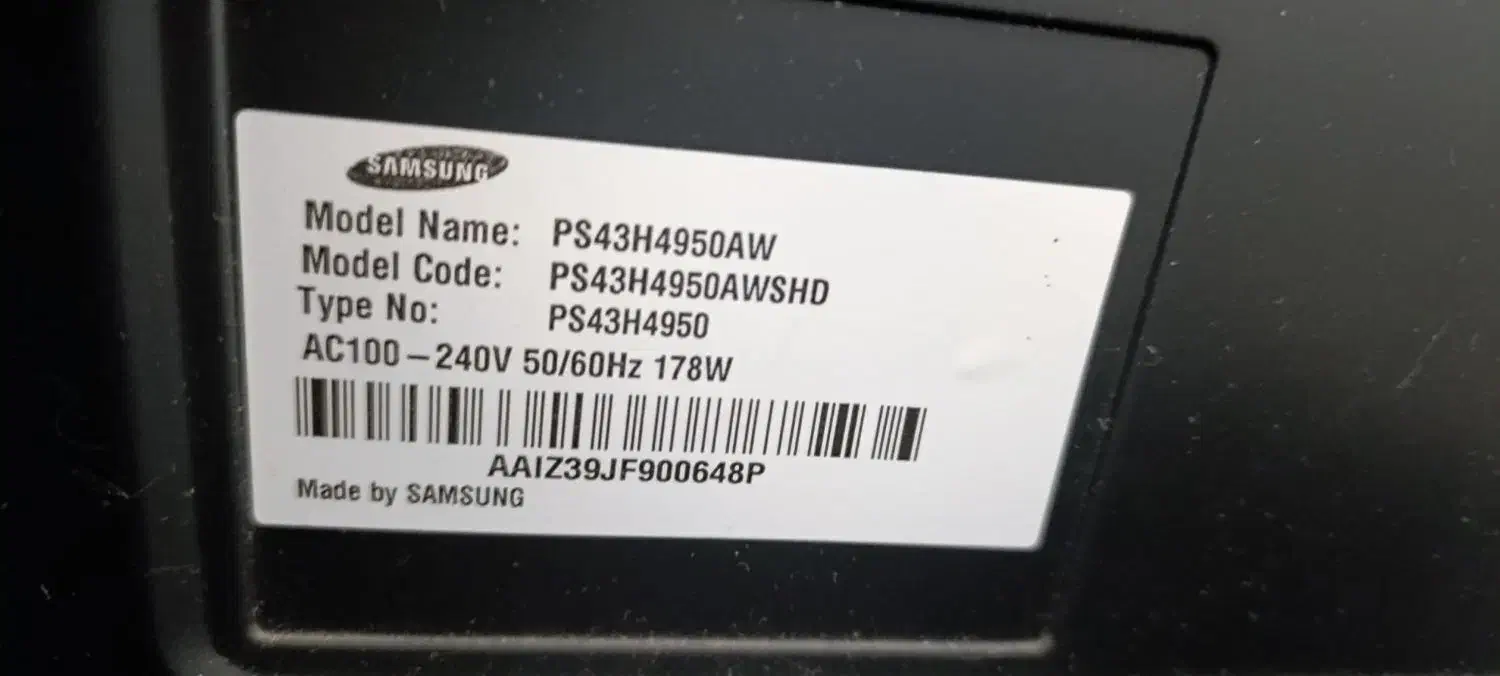 SAMSUNG
Model Name: PS43H4950AW
Model Code: PS43H4950AWSHD
Type No: PS43H4950
AC100-240V 50/60Hz 178W
AAIZ39JF900648P
Made by SAMSUNG